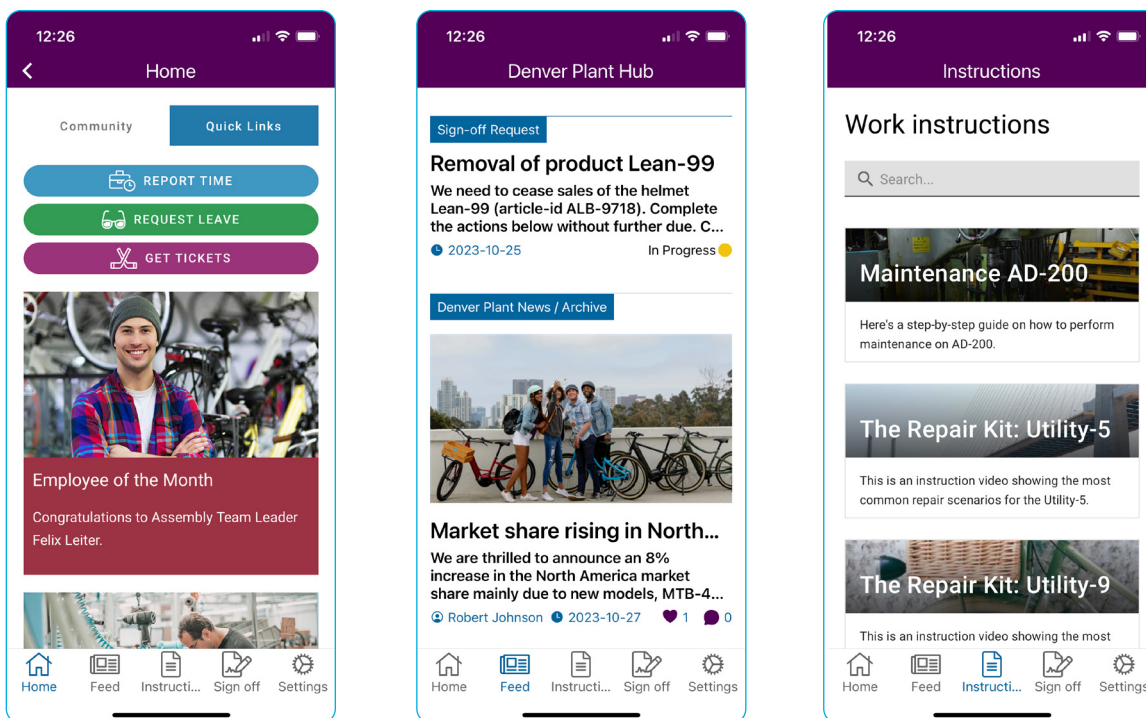 12:26
Home
Community
Quick Links
REPORT TIME
REQUEST LEAVE
GET TICKETS
Employee of the Month
Congratulations to Assembly Team Leader
Felix Leiter.
Home
Feed
Instructi...
Sign off
Settings
12:26
Denver Plant Hub
Sign-off Request
Removal of product Lean-99
We need to cease sales of the helmet
Lean-99 (article-id ALB-9718). Complete
the actions below without further due. C...
2023-10-25
In Progress
Denver Plant News / Archive
Market share rising in North...
We are thrilled to announce an 8%
increase in the North America market
share mainly due to new models, MTB-4...
Robert Johnson 2023-10-27 1 0
Home
Feed
Instructi...
Sign off
Settings
12:26
Instructions
Work instructions
Search...
Maintenance AD-200
Here's a step-by-step guide on how to perform
maintenance on AD-200.
The Repair Kit: Utility-5
This is an instruction video showing the most
common repair scenarios for the Utility-5.
The Repair Kit: Utility-9
This is an instruction video showing the most
Home
Feed
Instructi...
Sign off
Settings